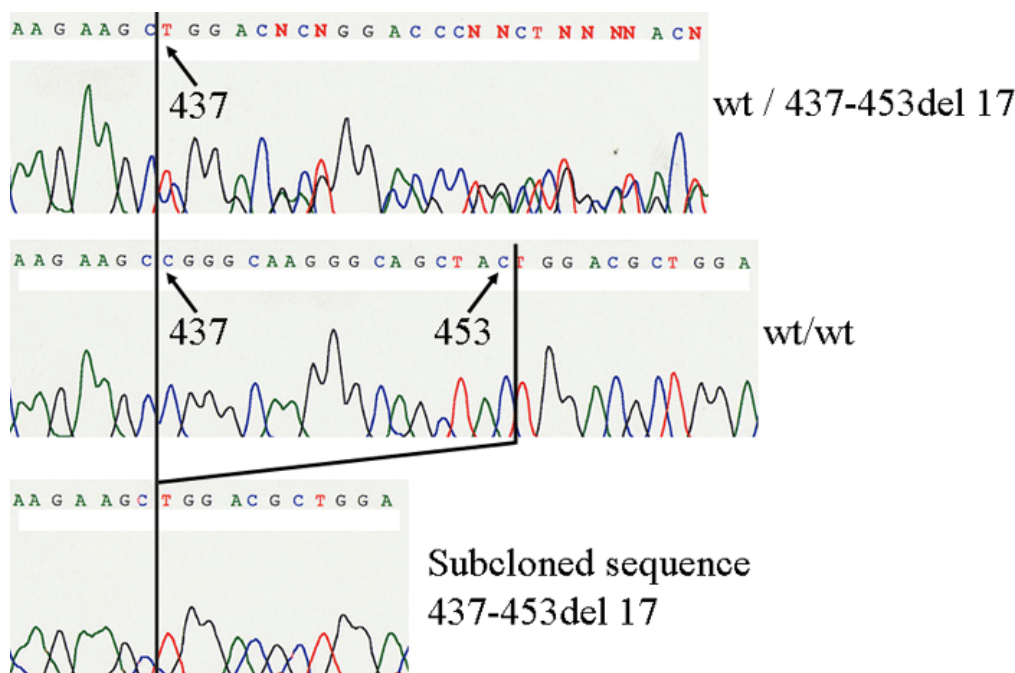 AAGAAGCTGGACNCNGGACCCNNCTNNNNACN
437
wt / 437-453del 17
AAGAAGCCGGGCAAGGGCAGCTACTGGACGCTGGA
437
453
wt/wt
AAGAAGCTGGACGCTGGA
Subcloned sequence
437-453del 17